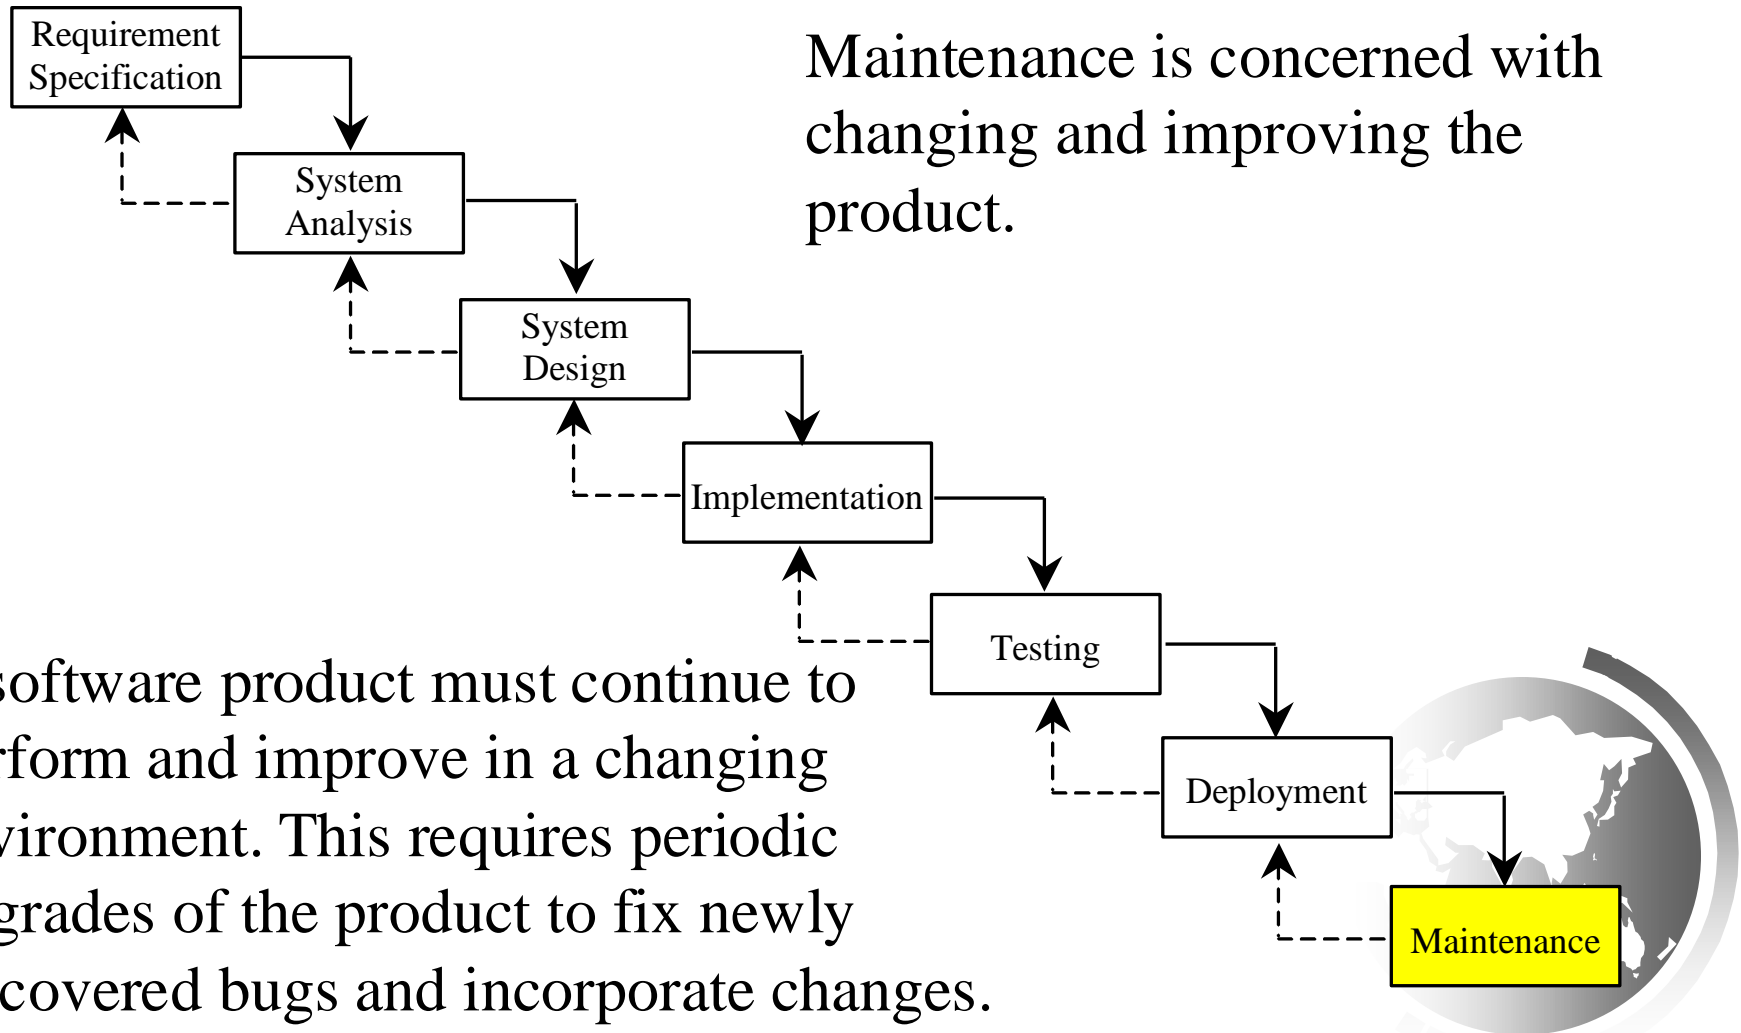 Requirement
Specification
Maintenance is concerned with
changing and improving the
product.
System
Analysis
System
Design
Implementation
Testing
software product must continue to
rform and improve in a changing
vironment. This requires periodic
grades of the product to fix newly
covered bugs and incorporate changes.
Deployment
Maintenance